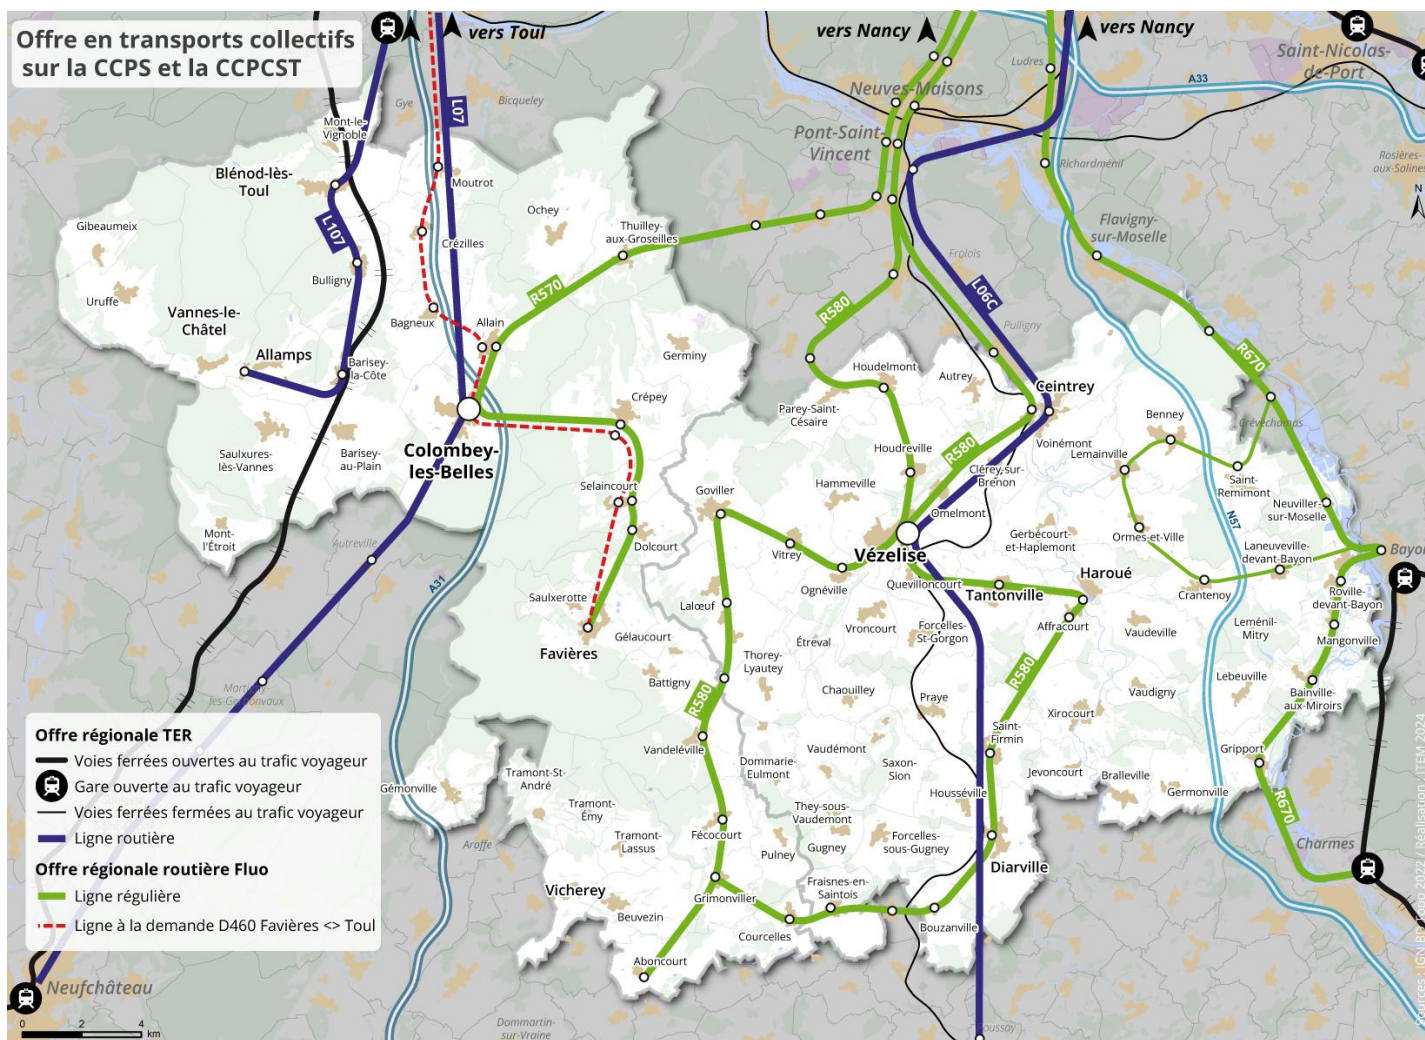 Offre en transports collectifs
sur la CCPS et la CCPCST
vers Toul
vers Nancy
vers Nancy
Saint-Nicolas-
de-Port
A33
Ludres
Gye
Bicqueley
Neuves-Maisons
L07
Mont-le-
Vignoble
Pont-Saint-
Vincent
Rosières-
aux-Salines
Richardménil
Blénod-lès-
Toul
Moutrot
N
L107
Gibeaumeix
Ochey
Thuilley-
aux-Groseilles
Flavigny-
sur-Moselle
Crézilles
Frolois
Bulligny
Uruffe
R570
L06C
R580
Vannes-le-
Châtel
Bagneux
Allain
Pulligny
Germiny
R670
Allamps
Barisey-
la-Côte
Houdelmont
Autrey
Ceintrey
Crépey
Parey-Saint-
Césaire
Benney
Crévéchamps
Colombey-
les-Belles
Houdreville
R580
Voinémont
Lemainville
Saulxures-
lès-Vannes
Barisey-
au-Plain
Clérey-sur-
Brenon
Saint-
Remimont
Selaincourt
Goviller
Hammeville
Omelmont
Neuviller-
sur-Moselle
N57
Mont-
l'Étroit
Autreville
Dolcourt
Vitrey
Vézelise
Gerbécourt-
et-Haplemont
Ormes-et-Ville
Laneuveville-
devant-Bayon
Bayon
A31
Ognéville
Quevilloncourt
Haroué
Crantenoy
Tantonville
Roville-
devant-Bayon
Saulxerotte
Lalœuf
Affracourt
Vroncourt
Forcelles-
St-Gorgon
Vaudeville
Leménil-
Mitry
Mangonville
Gélaucourt
Étreval
Favières
Thorey-
Lyautey
R580
Battigny
R580
Chaouilley
Praye
Vaudigny
Lebeuville
Bainville-
aux-Miroirs
Martigny-
les-Gerbonvaux
Xirocourt
Saint-
Firmin
Vandeléville
Vaudémont
Gripport
Dommarie-
Eulmont
Saxon-
Sion
Jevoncourt
Bralleville
Tramont-St-
André
Gémonville
Germonville
Housséville
R670
Tramont-
Émy
They-sous-
Vaudemont
Fécocourt
Aroffe
Tramont-
Lassus
Gugney
Forcelles-
sous-Gugney
Charmes
Pulney
Diarville
Vicherey
Fraisnes-en-
Saintois
Grimonviller
Beuvezin
Bouzanville
Courcelles
Aboncourt
Neufchâteau
Dommartin-
sur-Vraine
Offre régionale TER
Voies ferrées ouvertes au trafic voyageur
Gare ouverte au trafic voyageur
Voies ferrées fermées au trafic voyageur
Ligne routière
Offre régionale routière Fluo
Ligne régulière
Ligne à la demande D460 Favières <> Toul
0 2 4
km